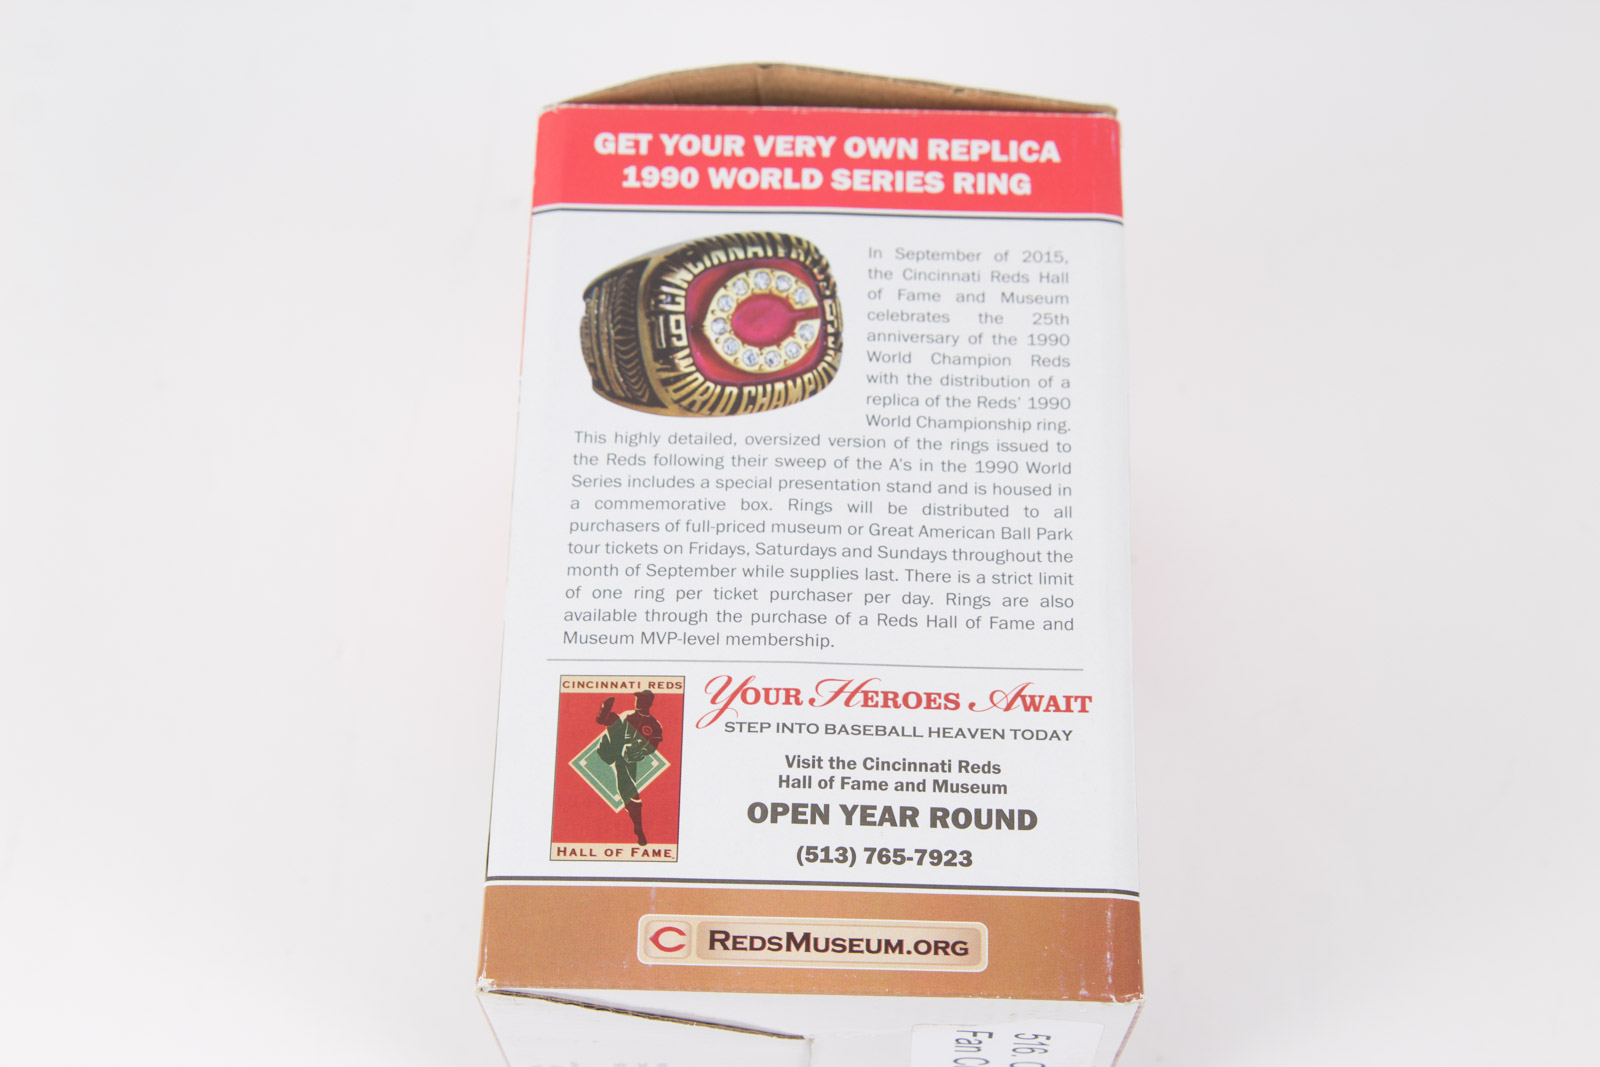 GET YOUR VERY OWN REPLICA
1990 WORLD SERIES RING
CINCINNATI REDS
1990
WORLD CHAMPIONS
C
In September of 2015,
the Cincinnati Reds Hall
of Fame and Museum
celebrates the 25th
anniversary of the 1990
World Champion Reds
with the distribution of a
replica of the Reds' 1990
World Championship ring.
This highly detailed, oversized version of the rings issued to
the Reds following their sweep of the A's in the 1990 World
Series includes a special presentation stand and is housed in
a commemorative box. Rings will be distributed to all
purchasers of full-priced museum or Great American Ball Park
tour tickets on Fridays, Saturdays and Sundays throughout the
month of September while supplies last. There is a strict limit
of one ring per ticket purchaser per day. Rings are also
available through the purchase of a Reds Hall of Fame and
Museum MVP-level membership.
CINCINNATI REDS
HALL OF FAME
YOUR HEROES AWAIT
STEP INTO BASEBALL HEAVEN TODAY
Visit the Cincinnati Reds
Hall of Fame and Museum
OPEN YEAR ROUND
(513) 765-7923
C REDSMUSEUM.ORG
516.
Fan